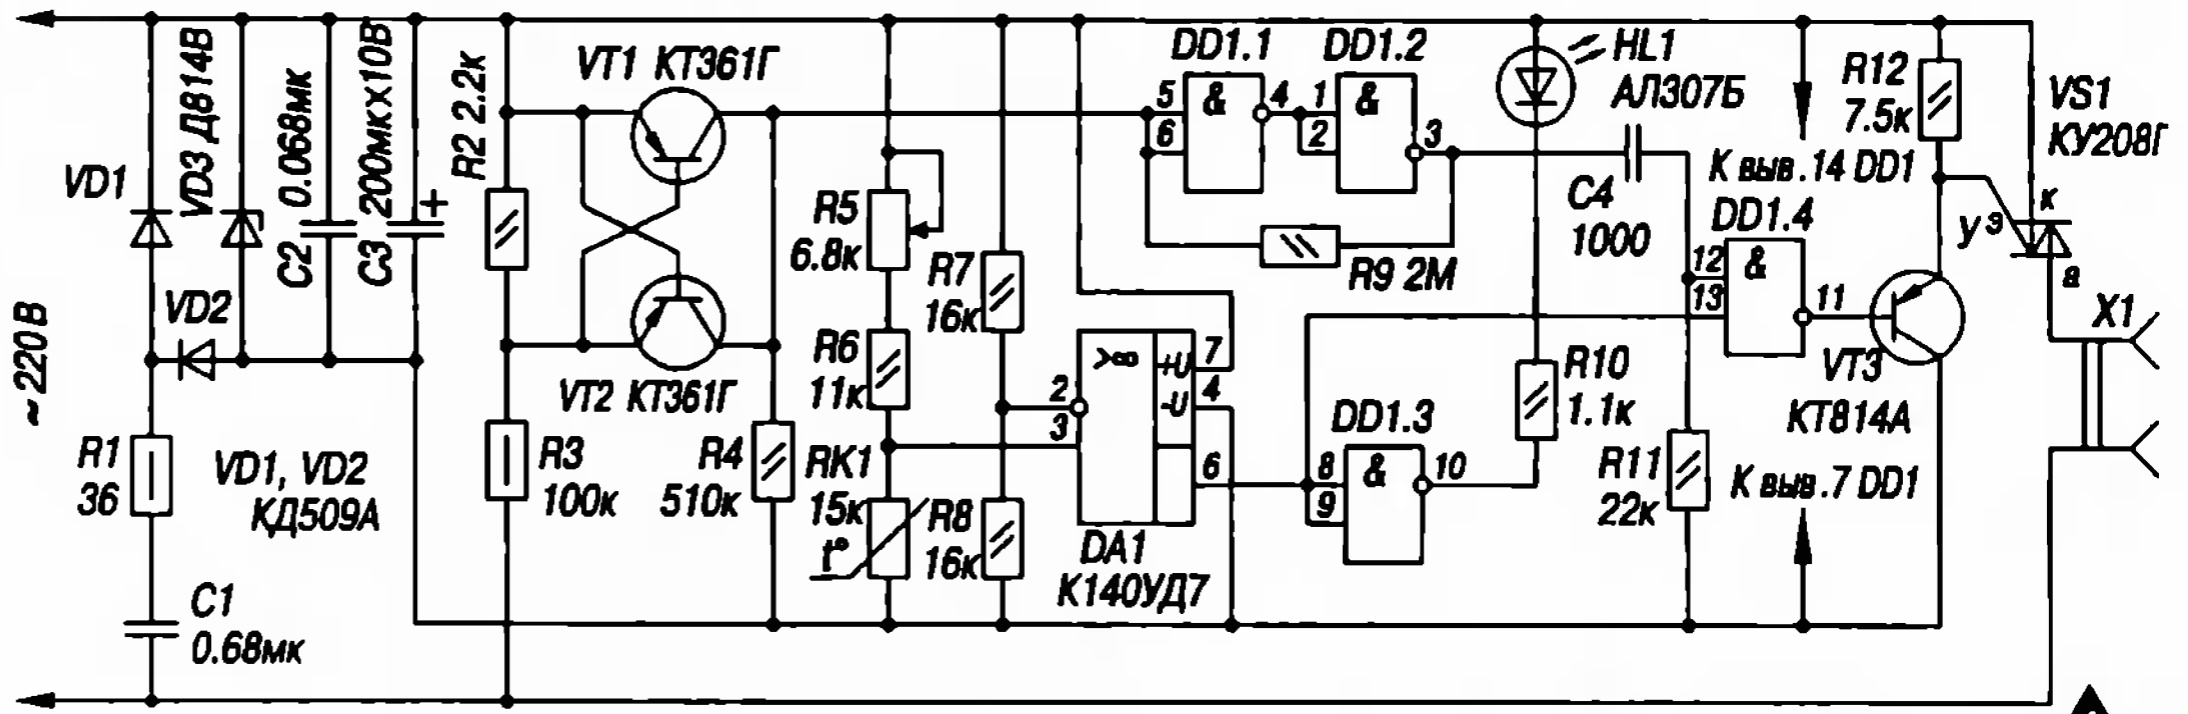 VT1 КТ361Г
DD1.1
DD1.2
HL1
АЛ307Б
R12
7.5к
VS1
КУ208Г
VD1
VD3 Д814В
C2 0.068мк
C3 200мкх10В
+
R2 2.2к
5
6
&
4
1
2
&
3
C4
1000
К выв.14 DD1
DD1.4
к
уэ
а
X1
R5
6.8к
R7
16к
R9 2М
12
13
&
11
~220В
VD2
R6
11к
>∞
+U
7
-U
4
2
3
6
VT2 КТ361Г
R10
1.1к
VT3
КТ814А
DD1.3
8
9
&
10
R1
36
VD1, VD2
КД509А
R3
100к
R4
510к
RK1
15к
t°
R8
16к
R11
22к
К выв.7 DD1
DA1
К140УД7
C1
0.68мк